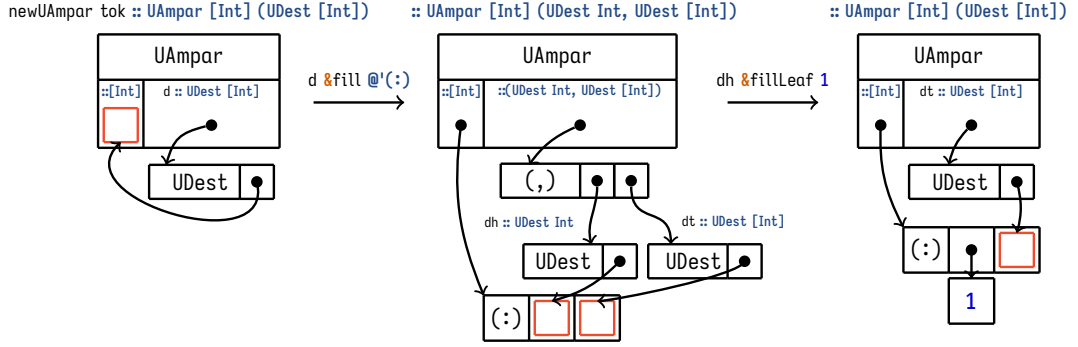 newUAmpar tok :: UAmpar [Int] (UDest [Int])
UAmpar
::[Int]
d :: UDest [Int]
UDest
d &fill @'(:)
:: UAmpar [Int] (UDest Int, UDest [Int])
UAmpar
::[Int]
::(UDest Int, UDest [Int])
(,)
dh :: UDest Int
dt :: UDest [Int]
UDest
UDest
(:)
dh &fillLeaf 1
:: UAmpar [Int] (UDest [Int])
UAmpar
::[Int]
dt :: UDest [Int]
UDest
(:)
1